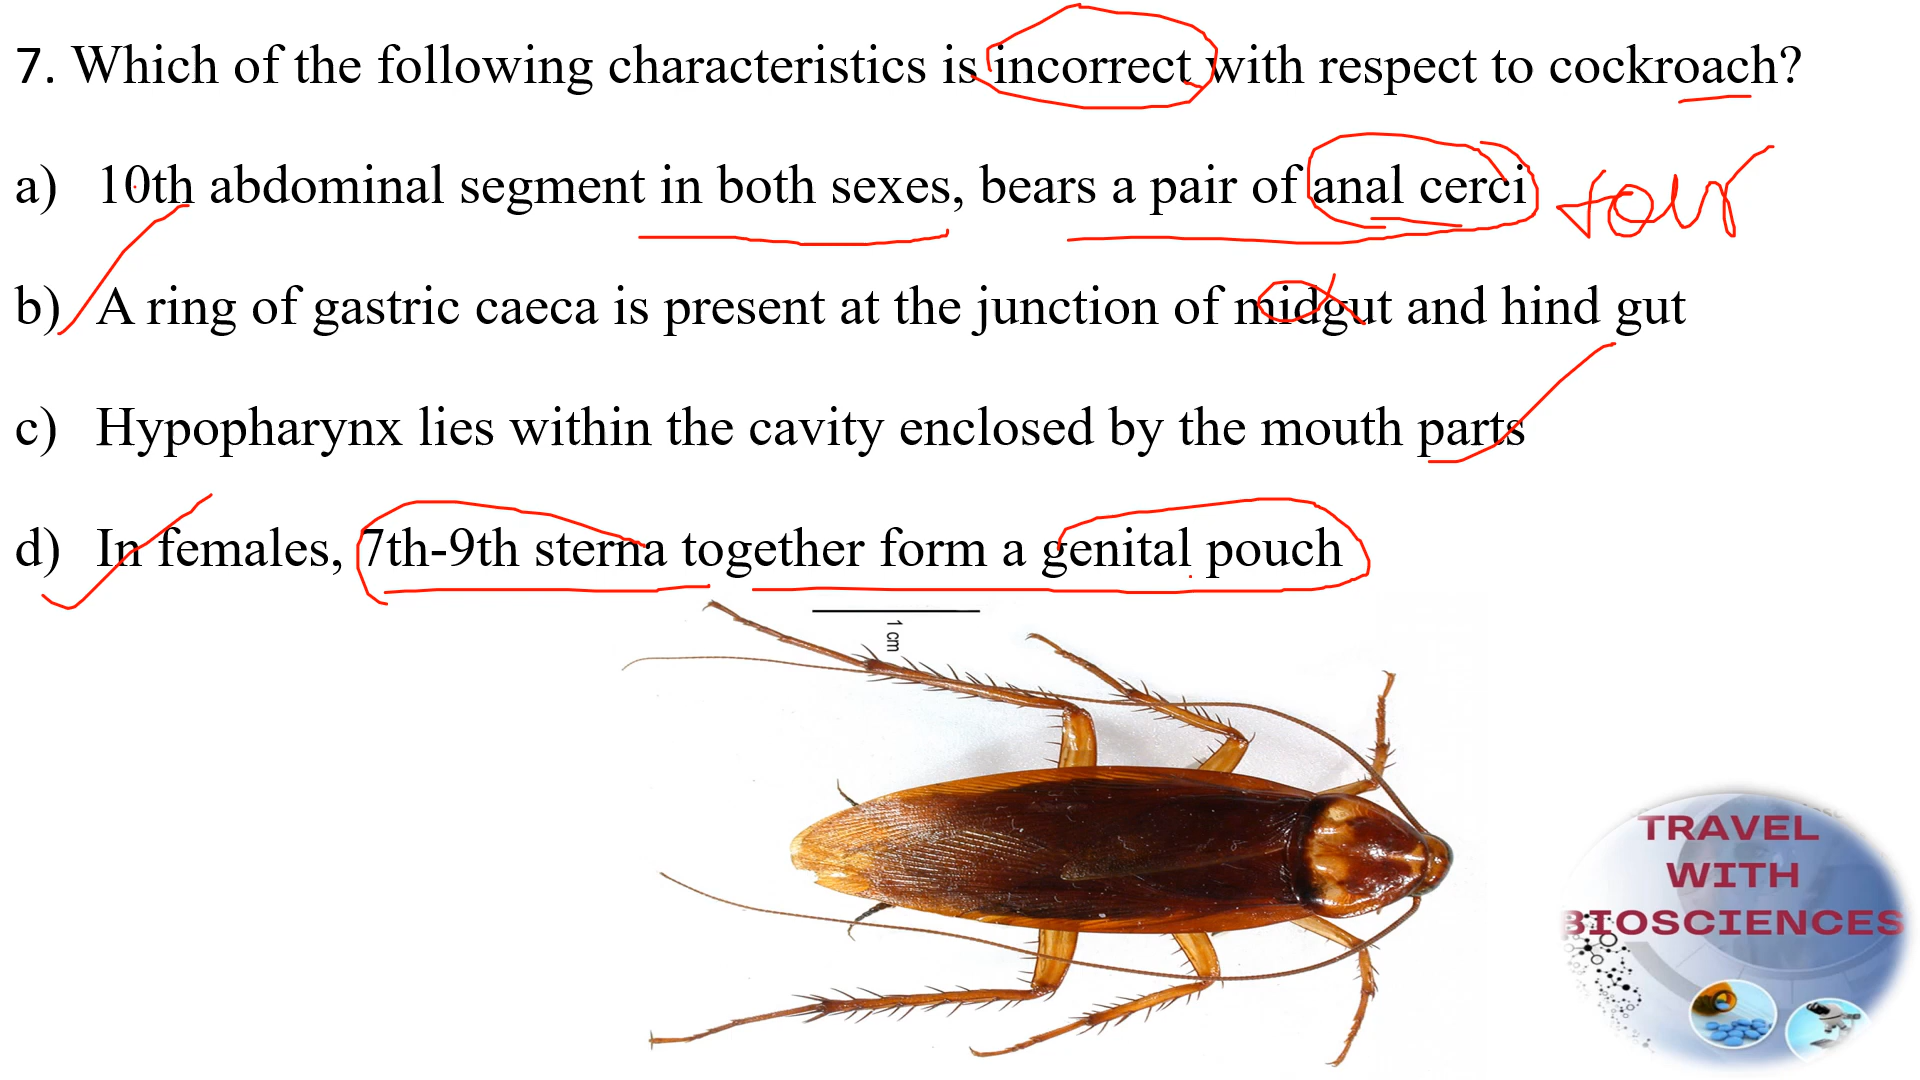 7. Which of the following characteristics is incorrect with respect to cockroach?
a) 10th abdominal segment in both sexes, bears a pair of anal cerci
b) A ring of gastric caeca is present at the junction of midgut and hind gut
c) Hypopharynx lies within the cavity enclosed by the mouth parts
d) In females, 7th-9th sterna together form a genital pouch
1 cm
TRAVEL
WITH
BIOSCIENCES